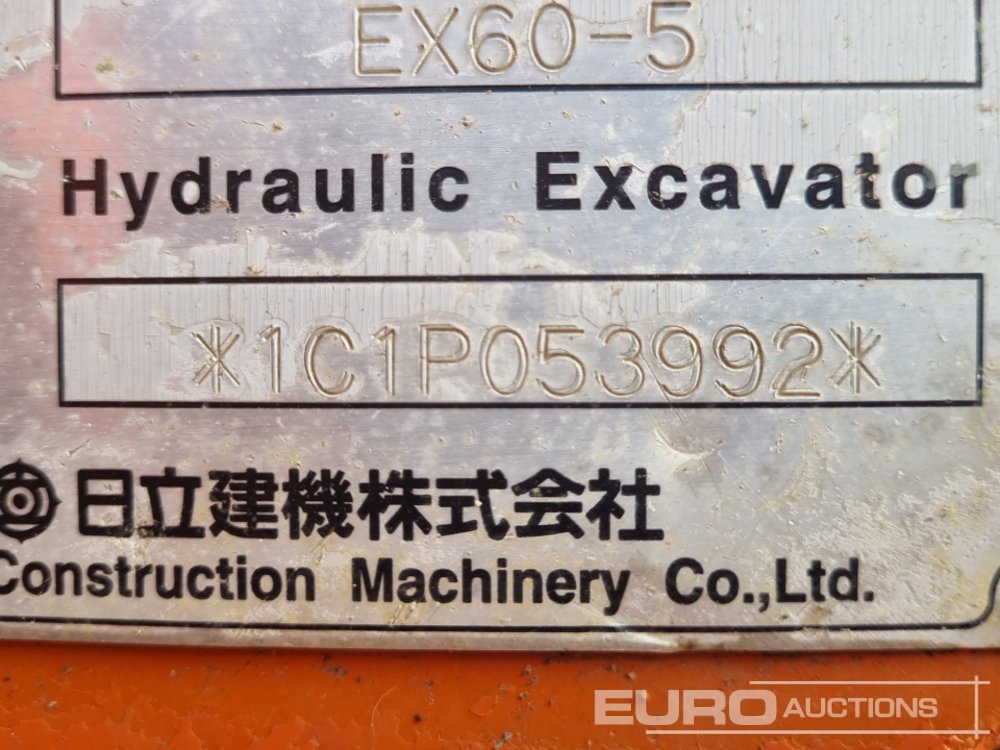 EX60-5
Hydraulic Excavator
*1C1P053992*
日立建機株式会社
Construction Machinery Co.,Ltd.
EURO AUCTIONS